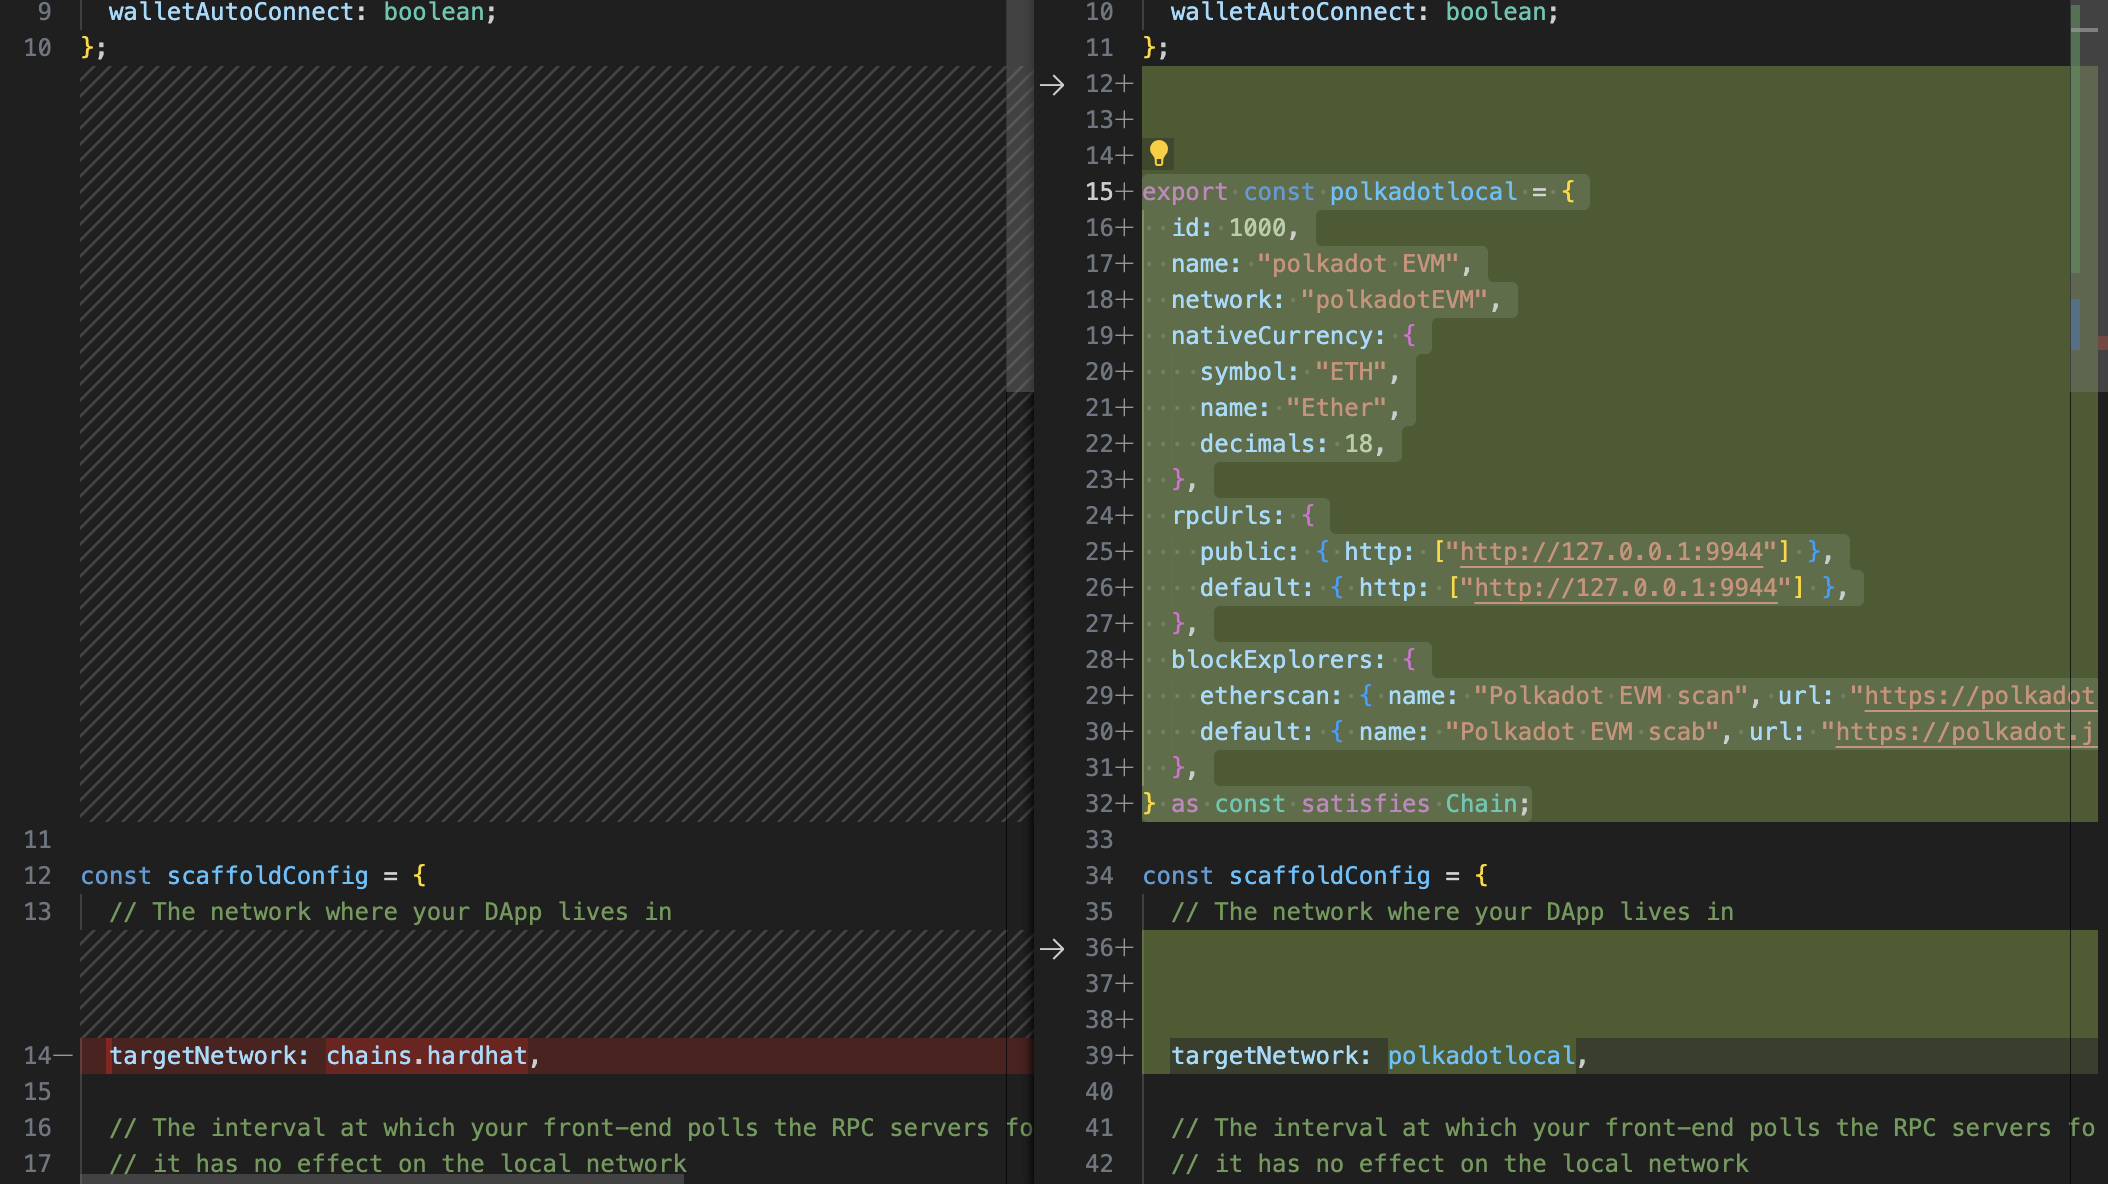 9 walletAutoConnect: boolean;
10 };
11
12 const scaffoldConfig = {
13 // The network where your DApp lives in
14— targetNetwork: chains.hardhat,
15
16 // The interval at which your front-end polls the RPC servers fo
17 // it has no effect on the local network
10 walletAutoConnect: boolean;
11 };
12+
13+
14+
15+ export const polkadotlocal = {
16+ id: 1000,
17+ name: "polkadot EVM",
18+ network: "polkadotEVM",
19+ nativeCurrency: {
20+ symbol: "ETH",
21+ name: "Ether",
22+ decimals: 18,
23+ },
24+ rpcUrls: {
25+ public: { http: ["http://127.0.0.1:9944"] },
26+ default: { http: ["http://127.0.0.1:9944"] },
27+ },
28+ blockExplorers: {
29+ etherscan: { name: "Polkadot EVM scan", url: "https://polkadot
30+ default: { name: "Polkadot EVM scab", url: "https://polkadot.j
31+ },
32+ } as const satisfies Chain;
33
34 const scaffoldConfig = {
35 // The network where your DApp lives in
36+
37+
38+
39+ targetNetwork: polkadotlocal,
40
41 // The interval at which your front-end polls the RPC servers fo
42 // it has no effect on the local network